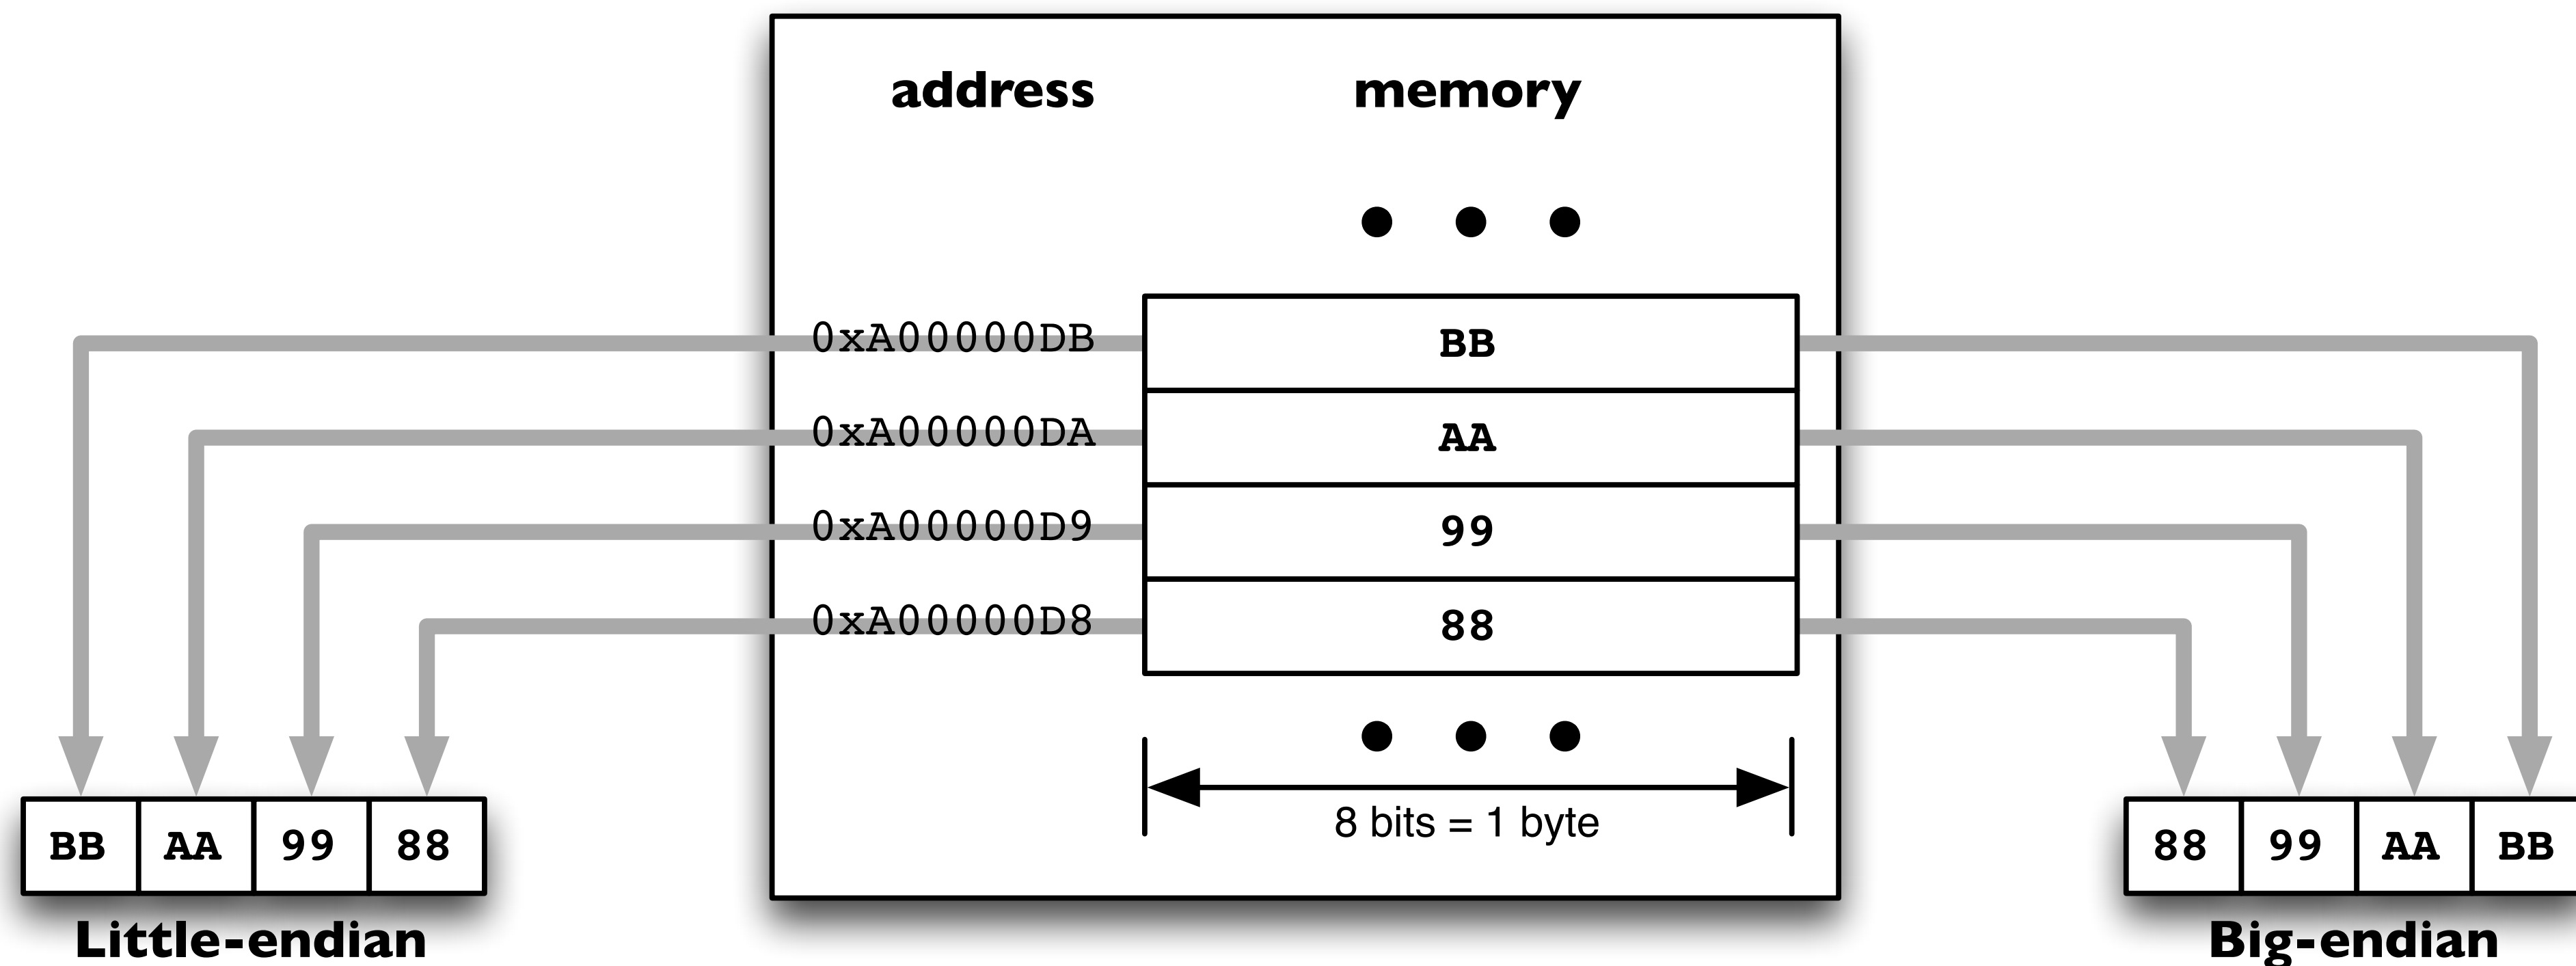 address memory
0xA00000DB BB
0xA00000DA AA
0xA00000D9 99
0xA00000D8 88
8 bits = 1 byte
BB AA 99 88
Little-endian
88 99 AA BB
Big-endian